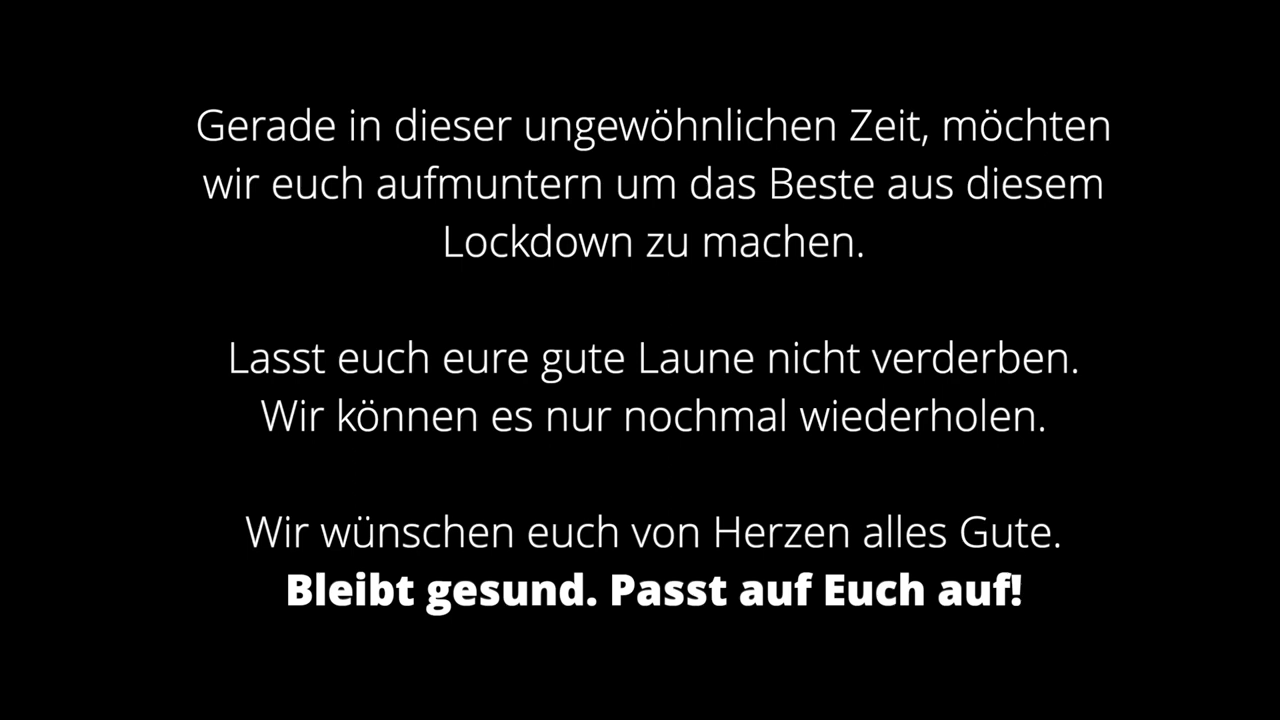 Gerade in dieser ungewöhnlichen Zeit, möchten
wir euch aufmuntern um das Beste aus diesem
Lockdown zu machen.
Lasst euch eure gute Laune nicht verderben.
Wir können es nur nochmal wiederholen.
Wir wünschen euch von Herzen alles Gute.
Bleibt gesund. Passt auf Euch auf!